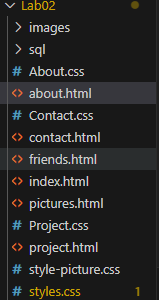 Lab02
images
sql
About.css
about.html
Contact.css
contact.html
friends.html
index.html
pictures.html
Project.css
project.html
style-picture.css
styles.css 1